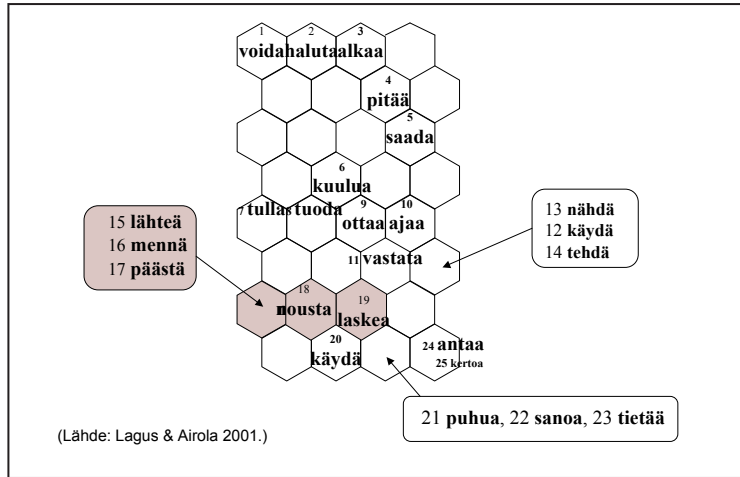 1 voida 2 haluta 3 alkaa
4 pitää
5 saada
6 kuulua
7 tulla 8 tuoda 9 ottaa 10 ajaa
11 vastata
13 nähdä
12 käydä
14 tehdä
15 lähteä
16 mennä
17 päästä
18 nousta 19 laskea
20 käydä
24 antaa
25 kertoa
21 puhua, 22 sanoa, 23 tietää
(Lähde: Lagus & Airola 2001.)